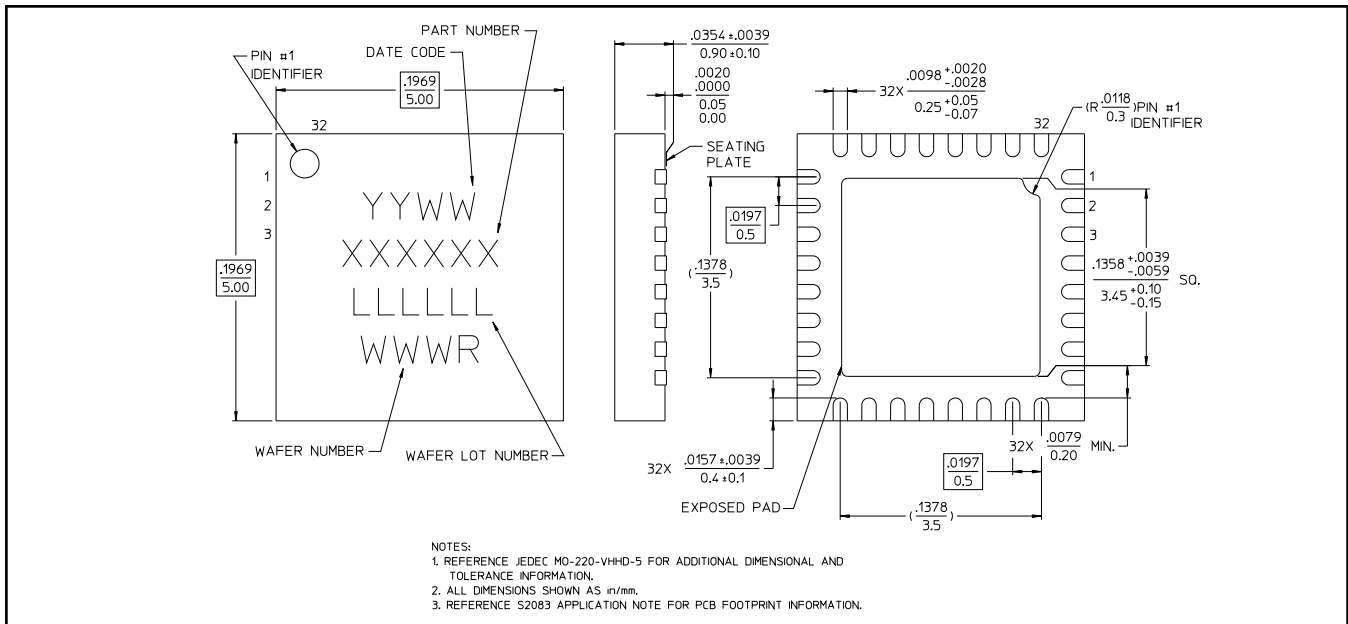 PART NUMBER
DATE CODE
PIN #1
IDENTIFIER
.1969
5.00
32
1
2
3
.1969
5.00
YYWW
XXXXXX
LLLLLL
WWWR
WAFER NUMBER
WAFER LOT NUMBER
.0354 ±.0039
0.90 ±0.10
.0020
.0000
0.05
0.00
SEATING
PLATE
.0197
0.5
(.1378
3.5)
32X .0157 ±.0039
0.4 ±0.1
EXPOSED PAD
32X .0098 +.0020
-.0028
0.25 +0.05
-0.07
32
(R .0118
0.3) PIN #1
IDENTIFIER
1
2
3
.1358 +.0039
-.0059
3.45 +0.10
-0.15
SQ.
32X .0079
0.20 MIN.
.0197
0.5
(.1378
3.5)
NOTES:
1. REFERENCE JEDEC MO-220-VHHD-5 FOR ADDITIONAL DIMENSIONAL AND
TOLERANCE INFORMATION.
2. ALL DIMENSIONS SHOWN AS in/mm.
3. REFERENCE S2083 APPLICATION NOTE FOR PCB FOOTPRINT INFORMATION.